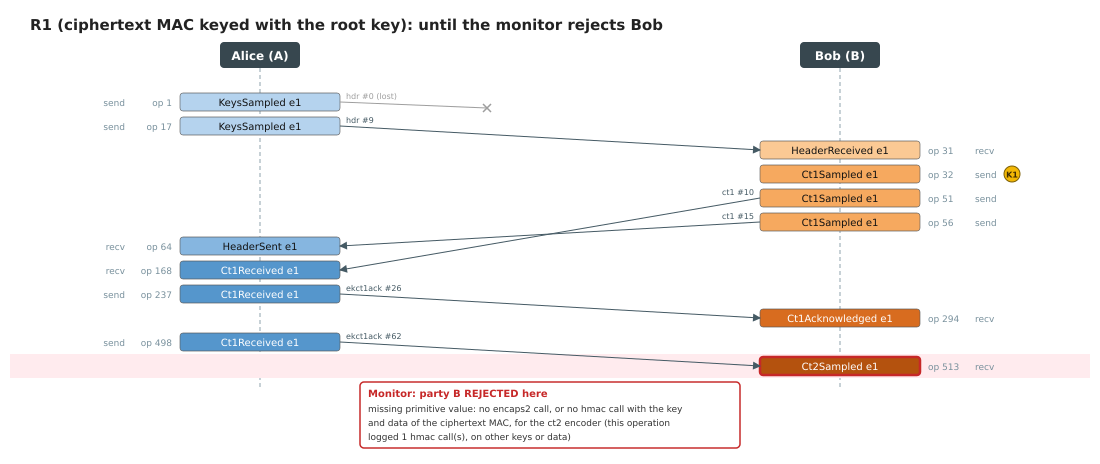 R1 (ciphertext MAC keyed with the root key): until the monitor rejects Bob
Alice (A)
Bob (B)
send op 1 KeysSampled e1 hdr #0 (lost)
send op 17 KeysSampled e1 hdr #9
HeaderReceived e1 op 31 recv
Ct1Sampled e1 op 32 send K1
ct1 #10 Ct1Sampled e1 op 51 send
ct1 #15 Ct1Sampled e1 op 56 send
recv op 64 HeaderSent e1
recv op 168 Ct1Received e1
send op 237 Ct1Received e1 ekct1ack #26
Ct1Acknowledged e1 op 294 recv
send op 498 Ct1Received e1 ekct1ack #62
Ct2Sampled e1 op 513 recv
Monitor: party B REJECTED here
missing primitive value: no encaps2 call, or no hmac call with the key
and data of the ciphertext MAC, for the ct2 encoder (this operation
logged 1 hmac call(s), on other keys or data)